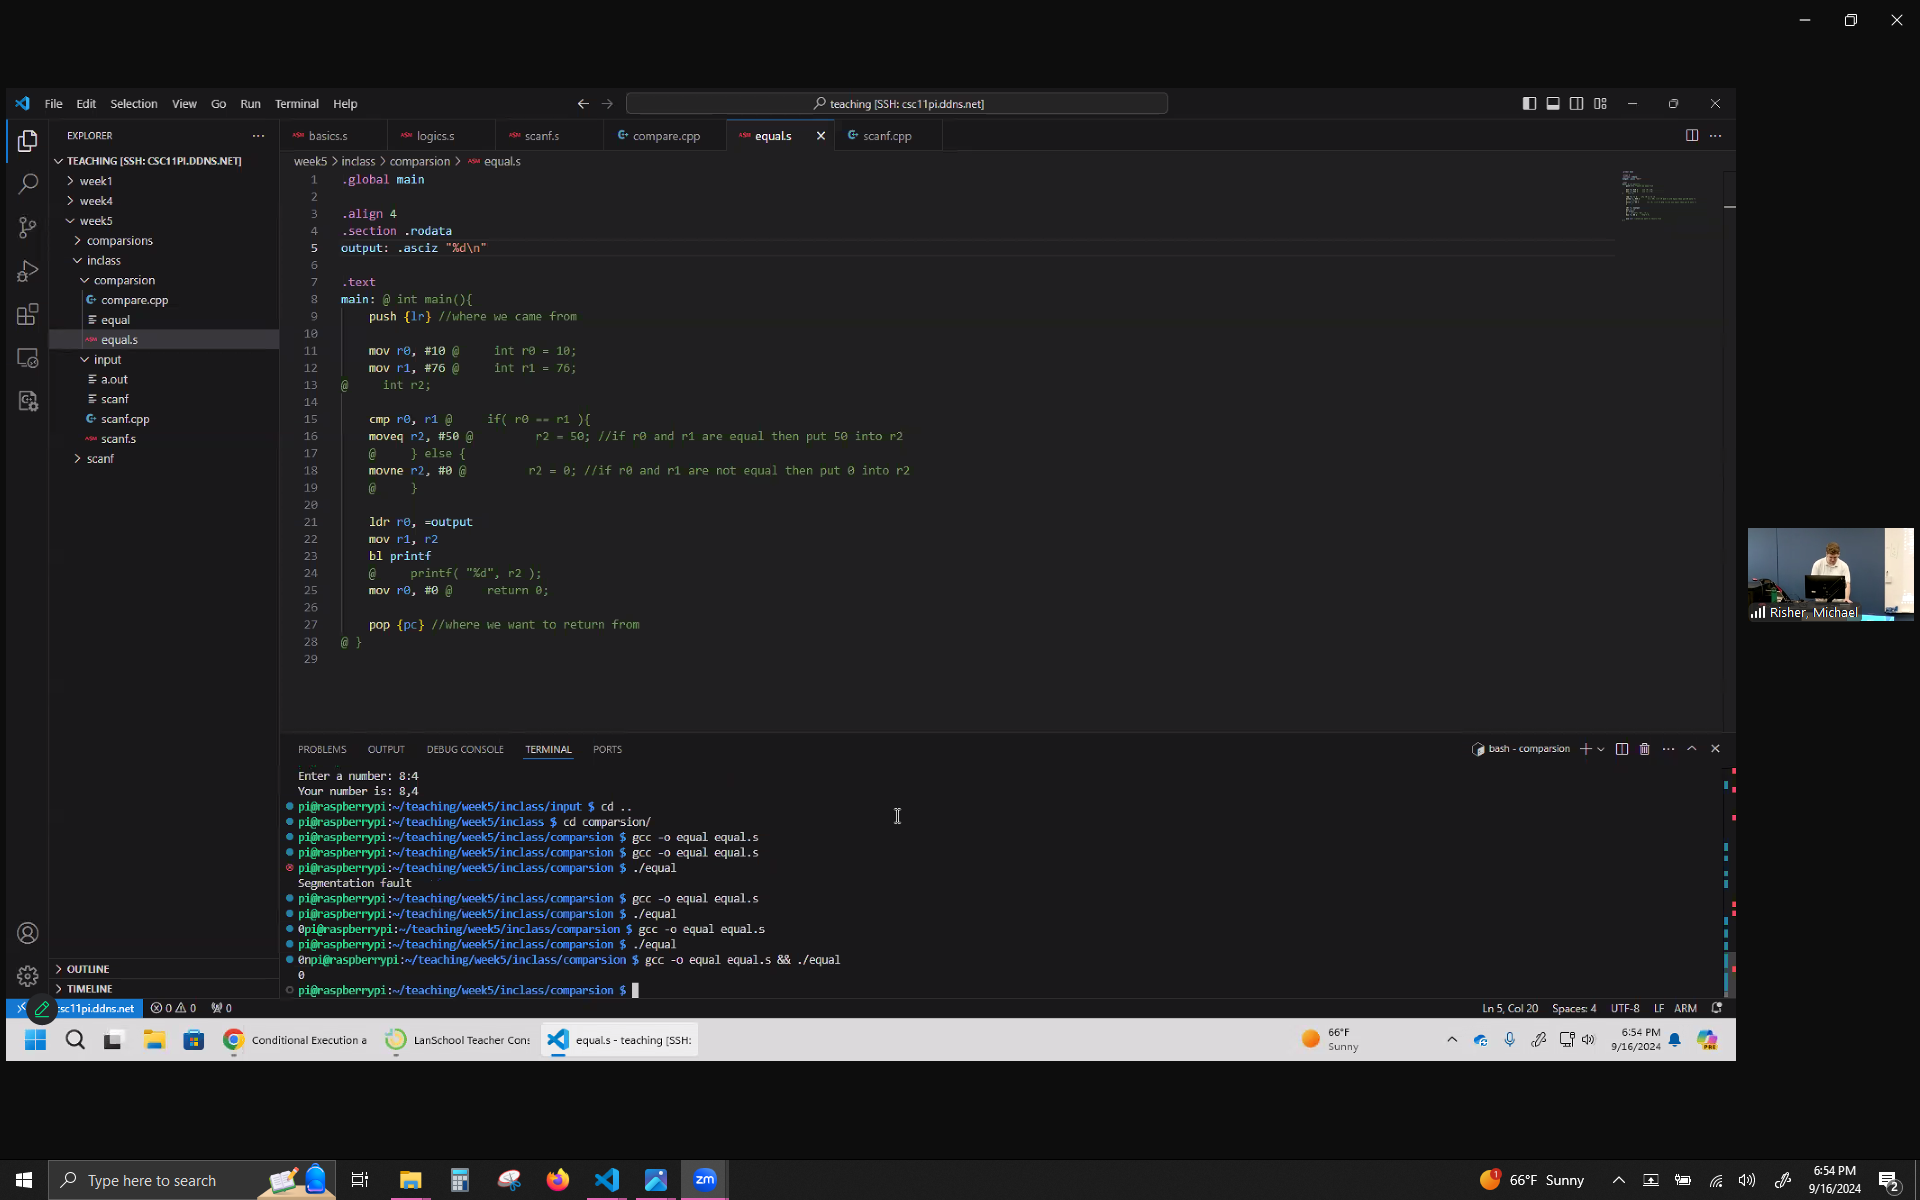 File Edit Selection View Go Run Terminal Help
teaching [SSH: csc11pi.ddns.net]
EXPLORER
TEACHING [SSH: CSC11PI.DDNS.NET]
week1
week4
week5
comparsions
inclass
comparsion
compare.cpp
equal
equal.s
input
a.out
scanf
scanf.cpp
scanf.s
scanf
OUTLINE
TIMELINE
basics.s logics.s scanf.s compare.cpp equal.s scanf.cpp
week5 > inclass > comparsion > equal.s
1 .global main
2
3 .align 4
4 .section .rodata
5 output: .asciz "%d\n"
6
7 .text
8 main: @ int main(){
9 push {lr} //where we came from
10
11 mov r0, #10 @ int r0 = 10;
12 mov r1, #76 @ int r1 = 76;
13 @ int r2;
14
15 cmp r0, r1 @ if( r0 == r1 ){
16 moveq r2, #50 @ r2 = 50; //if r0 and r1 are equal then put 50 into r2
17 @ } else {
18 movne r2, #0 @ r2 = 0; //if r0 and r1 are not equal then put 0 into r2
19 @ }
20
21 ldr r0, =output
22 mov r1, r2
23 bl printf
24 @ printf( "%d", r2 );
25 mov r0, #0 @ return 0;
26
27 pop {pc} //where we want to return from
28 @ }
29
Risher, Michael
PROBLEMS OUTPUT DEBUG CONSOLE TERMINAL PORTS
bash - comparsion
Enter a number: 8:4
Your number is: 8,4
pi@raspberrypi:~/teaching/week5/inclass/input $ cd ..
pi@raspberrypi:~/teaching/week5/inclass $ cd comparsion/
pi@raspberrypi:~/teaching/week5/inclass/comparsion $ gcc -o equal equal.s
pi@raspberrypi:~/teaching/week5/inclass/comparsion $ gcc -o equal equal.s
pi@raspberrypi:~/teaching/week5/inclass/comparsion $ ./equal
Segmentation fault
pi@raspberrypi:~/teaching/week5/inclass/comparsion $ gcc -o equal equal.s
pi@raspberrypi:~/teaching/week5/inclass/comparsion $ ./equal
0pi@raspberrypi:~/teaching/week5/inclass/comparsion $ gcc -o equal equal.s
pi@raspberrypi:~/teaching/week5/inclass/comparsion $ ./equal
0npi@raspberrypi:~/teaching/week5/inclass/comparsion $ gcc -o equal equal.s && ./equal
0
pi@raspberrypi:~/teaching/week5/inclass/comparsion $
csc11pi.ddns.net 0 0 0
Ln 5, Col 20 Spaces: 4 UTF-8 LF ARM
Conditional Execution a
LanSchool Teacher Cons
equal.s - teaching [SSH:
66°F
Sunny
6:54 PM
9/16/2024
PRE
Type here to search
zm
1
66°F Sunny
6:54 PM
9/16/2024
2